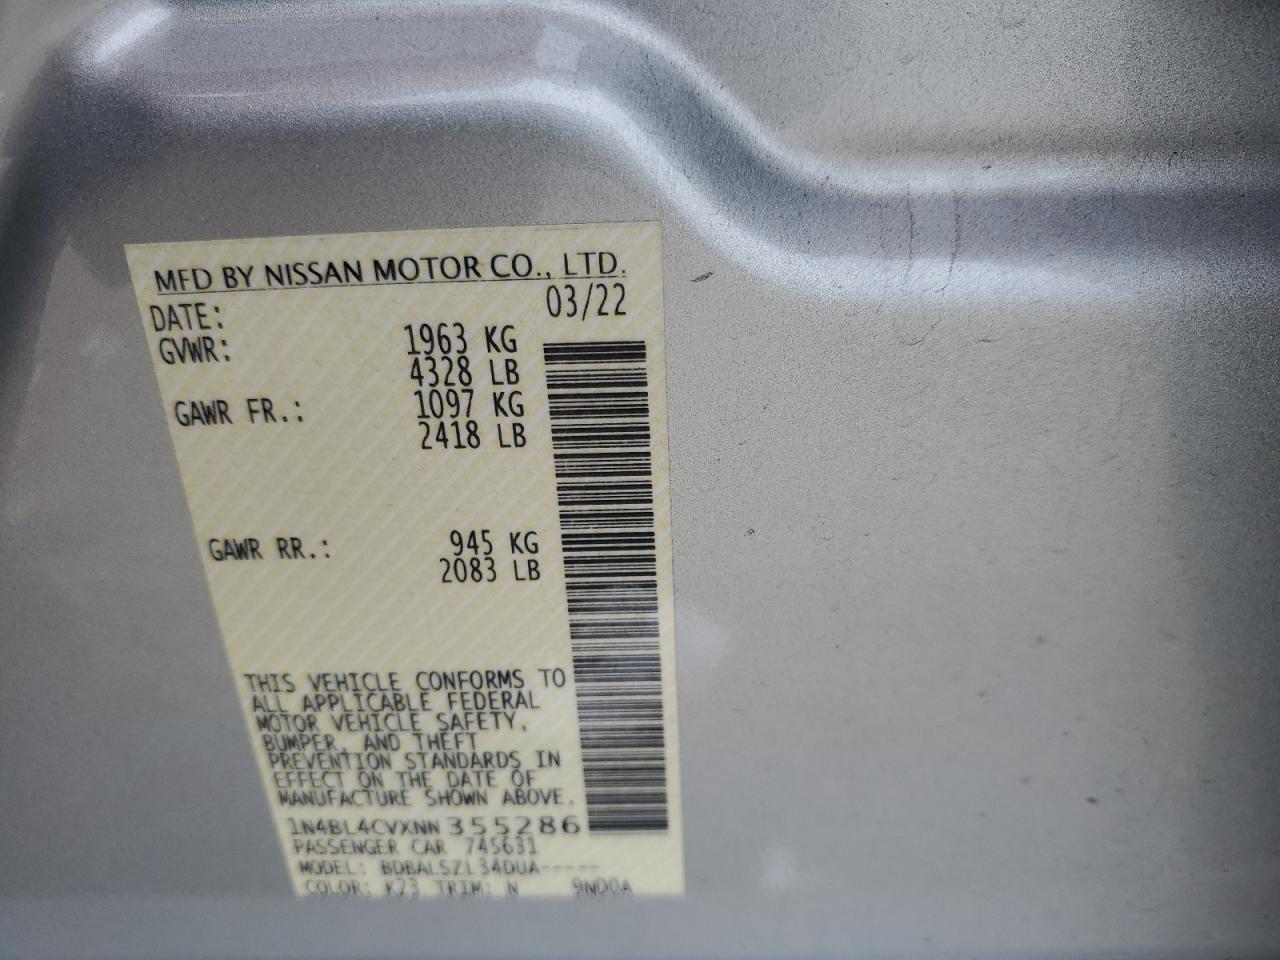 MFD BY NISSAN MOTOR CO., LTD.
DATE: 03/22
GVWR: 1963 KG
4328 LB
GAWR FR.: 1097 KG
2418 LB
GAWR RR.: 945 KG
2083 LB
THIS VEHICLE CONFORMS TO
ALL APPLICABLE FEDERAL
MOTOR VEHICLE SAFETY,
BUMPER, AND THEFT
PREVENTION STANDARDS IN
EFFECT ON THE DATE OF
MANUFACTURE SHOWN ABOVE.
1N4BL4CVXNN355286
PASSENGER CAR 745631
MODEL: BDBALSZL34DUA-----
COLOR: K23 TRIM: N 9N00A